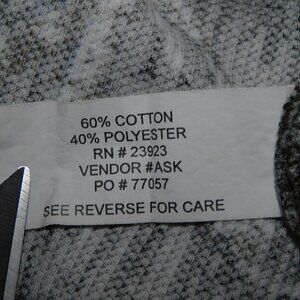 60% COTTON
40% POLYESTER
RN # 23923
VENDOR #ASK
PO # 77057
SEE REVERSE FOR CARE